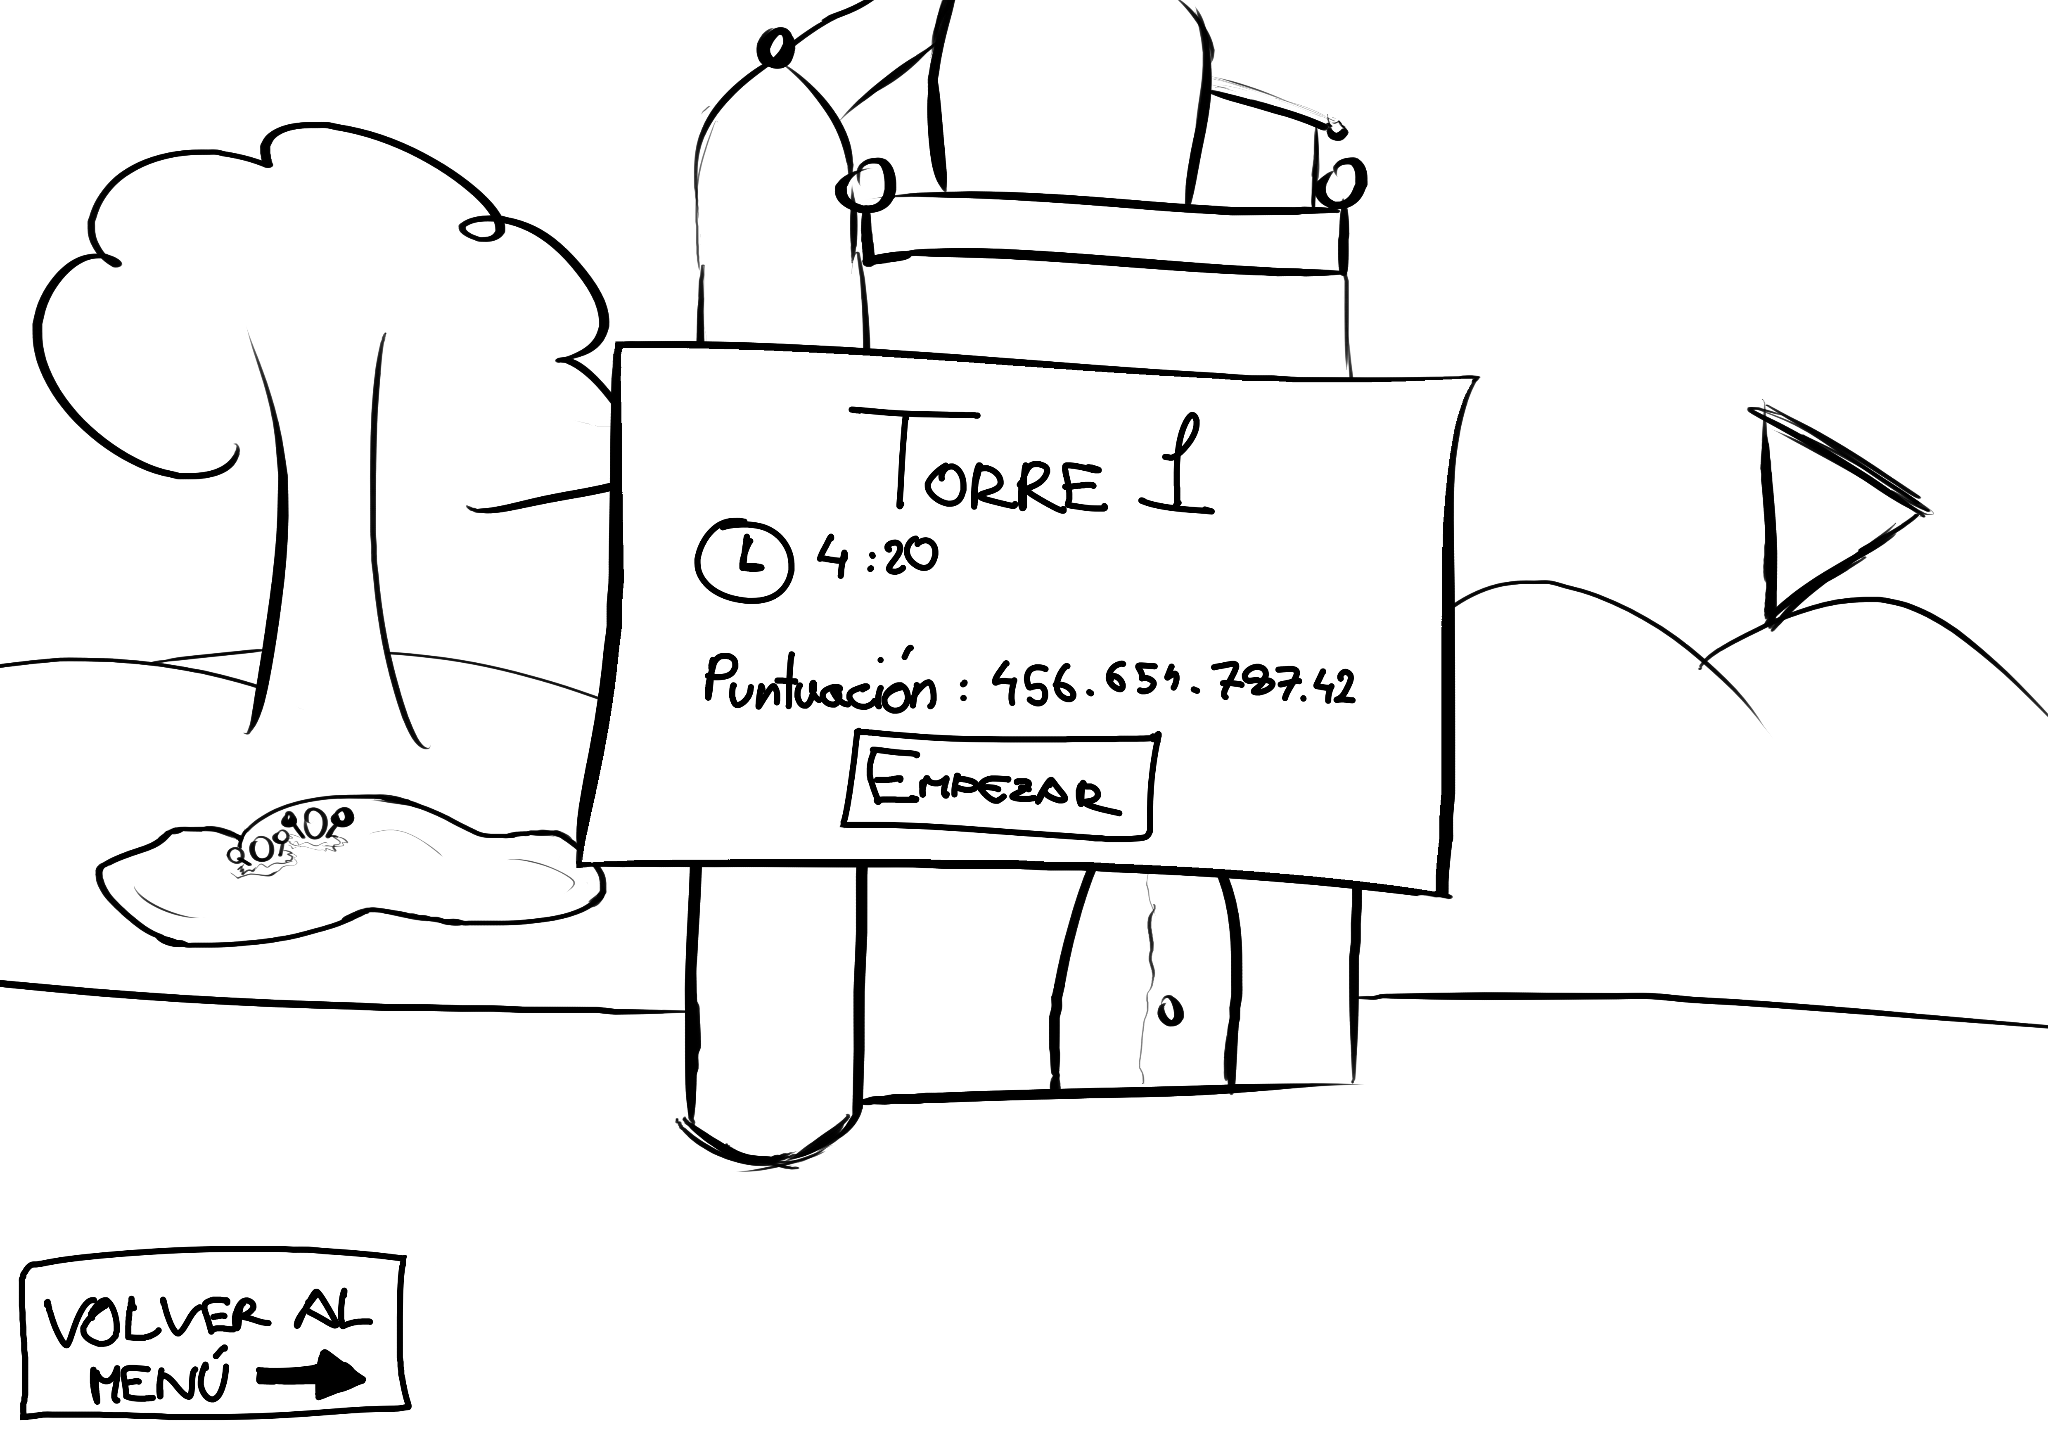 TORRE 1
4:20
Puntuación: 456.654.787.42
EMPEZAR
VOLVER AL
MENÚ